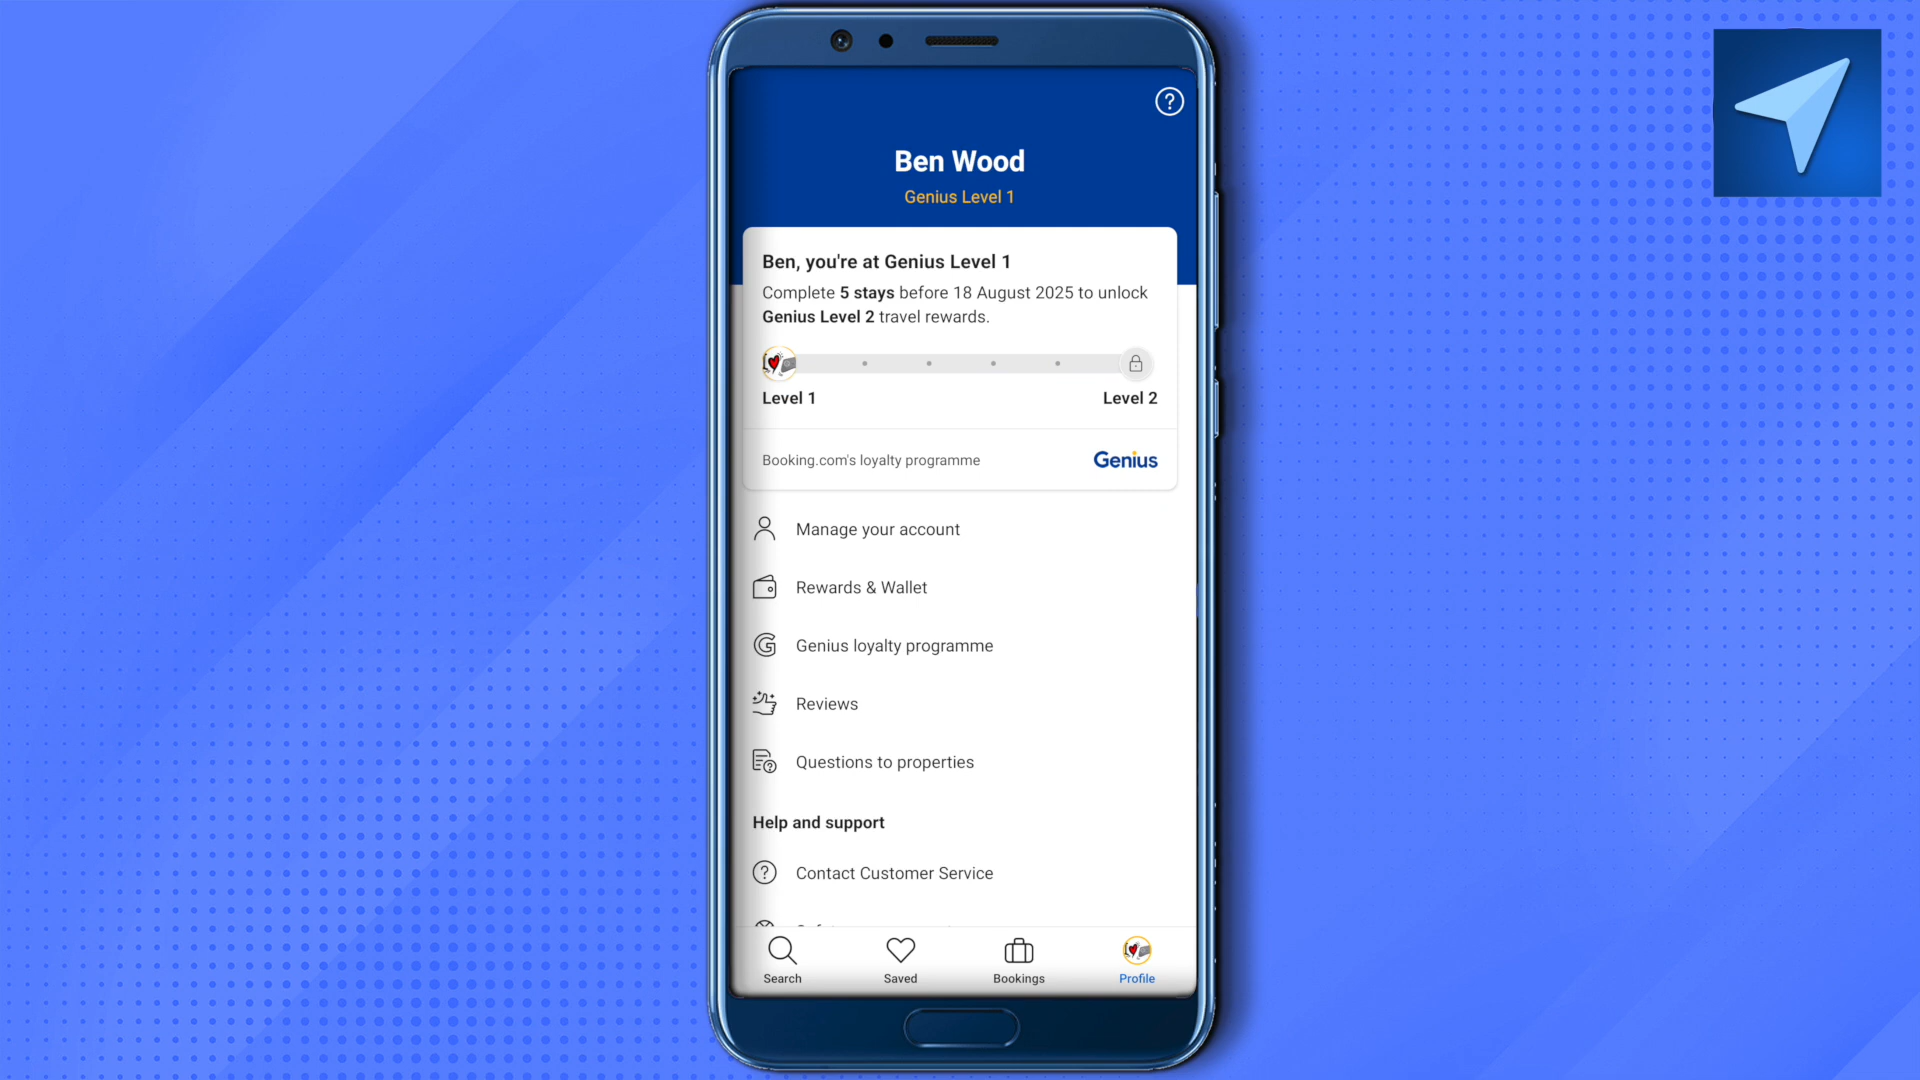 Ben Wood
Genius Level 1
Ben, you're at Genius Level 1
Complete 5 stays before 18 August 2025 to unlock
Genius Level 2 travel rewards.
Level 1
Level 2
Booking.com's loyalty programme
Genius
Manage your account
Rewards & Wallet
Genius loyalty programme
Reviews
Questions to properties
Help and support
Contact Customer Service
Search
Saved
Bookings
Profile